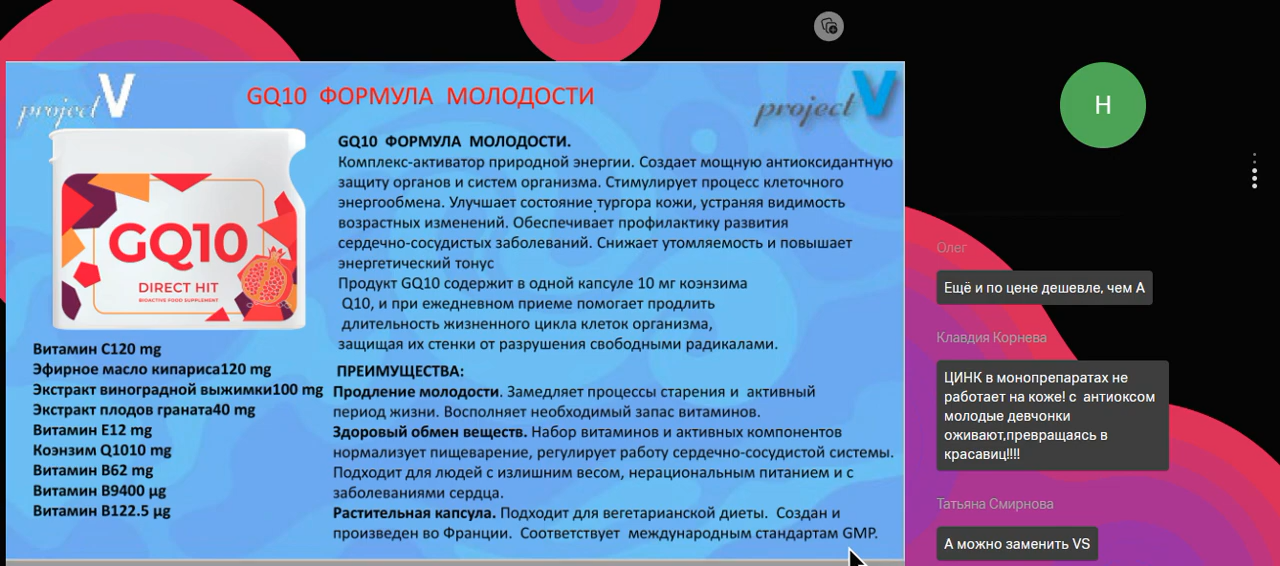 project V
GQ10 ФОРМУЛА МОЛОДОСТИ
project V
GQ10
DIRECT HIT
BIOACTIVE FOOD SUPPLEMENT
Витамин C120 mg
Эфирное масло кипариса120 mg
Экстракт виноградной выжимки100 mg
Экстракт плодов граната40 mg
Витамин E12 mg
Коэнзим Q1010 mg
Витамин B62 mg
Витамин B9400 µg
Витамин B122.5 µg
GQ10 ФОРМУЛА МОЛОДОСТИ.
Комплекс-активатор природной энергии. Создает мощную антиоксидантную
защиту органов и систем организма. Стимулирует процесс клеточного
энергообмена. Улучшает состояние тургора кожи, устраняя видимость
возрастных изменений. Обеспечивает профилактику развития
сердечно-сосудистых заболеваний. Снижает утомляемость и повышает
энергетический тонус
Продукт GQ10 содержит в одной капсуле 10 мг коэнзима
Q10, и при ежедневном приеме помогает продлить
длительность жизненного цикла клеток организма,
защищая их стенки от разрушения свободными радикалами.
ПРЕИМУЩЕСТВА:
Продление молодости. Замедляет процессы старения и активный
период жизни. Восполняет необходимый запас витаминов.
Здоровый обмен веществ. Набор витаминов и активных компонентов
нормализует пищеварение, регулирует работу сердечно-сосудистой системы.
Подходит для людей с излишним весом, нерациональным питанием и с
заболеваниями сердца.
Растительная капсула. Подходит для вегетарианской диеты. Создан и
произведен во Франции. Соответствует международным стандартам GMP.
Н
Олег
Ещё и по цене дешевле, чем А
Клавдия Корнева
ЦИНК в монопрепаратах не
работает на коже! с антиоксом
молодые девчонки
оживают,превращаясь в
красавиц!!!!
Татьяна Смирнова
А можно заменить VS